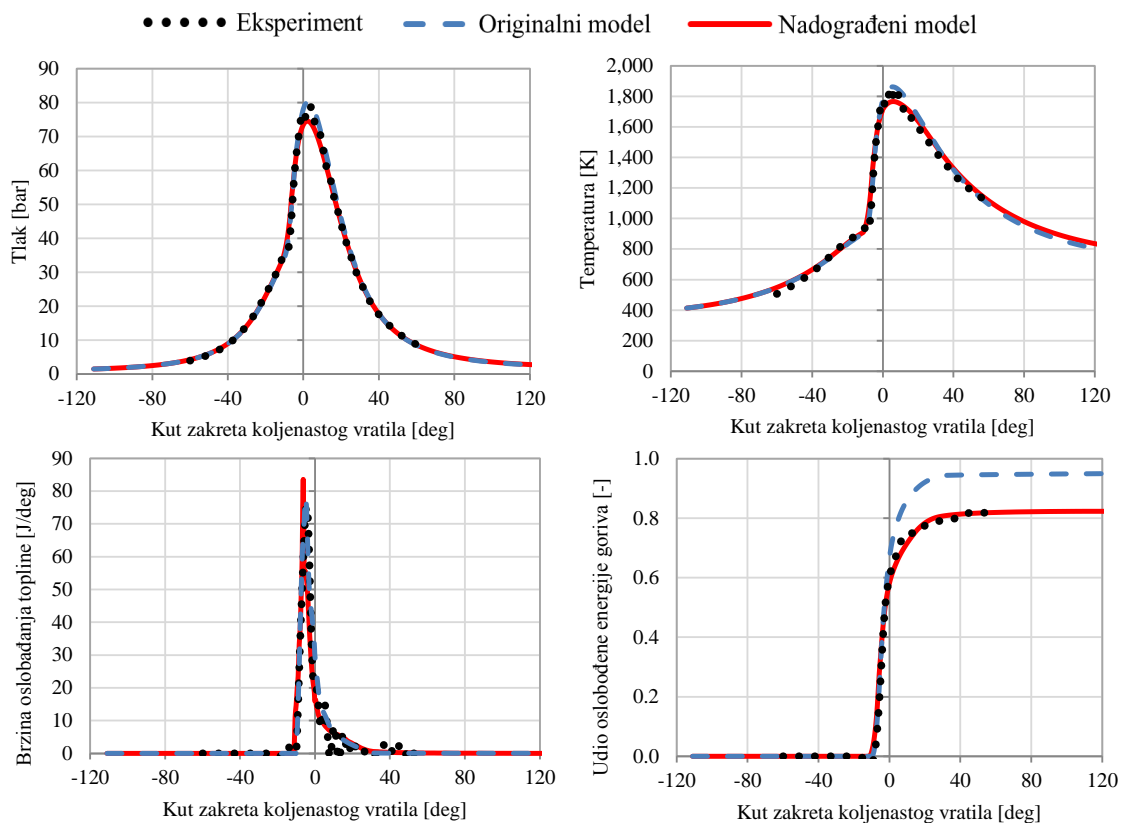 Eksperiment Originalni model Nadograđeni model
90
80
70
60
50
40
30
20
10
0
Tlak [bar]
-120 -80 -40 0 40 80 120
Kut zakreta koljenastog vratila [deg]
2,000
1,800
1,600
1,400
1,200
1,000
800
600
400
200
0
Temperatura [K]
-120 -80 -40 0 40 80 120
Kut zakreta koljenastog vratila [deg]
90
80
70
60
50
40
30
20
10
0
Brzina oslobađanja topline [J/deg]
-120 -80 -40 0 40 80 120
Kut zakreta koljenastog vratila [deg]
1.0
0.8
0.6
0.4
0.2
0.0
Udio oslobođene energije goriva [-]
-120 -80 -40 0 40 80 120
Kut zakreta koljenastog vratila [deg]